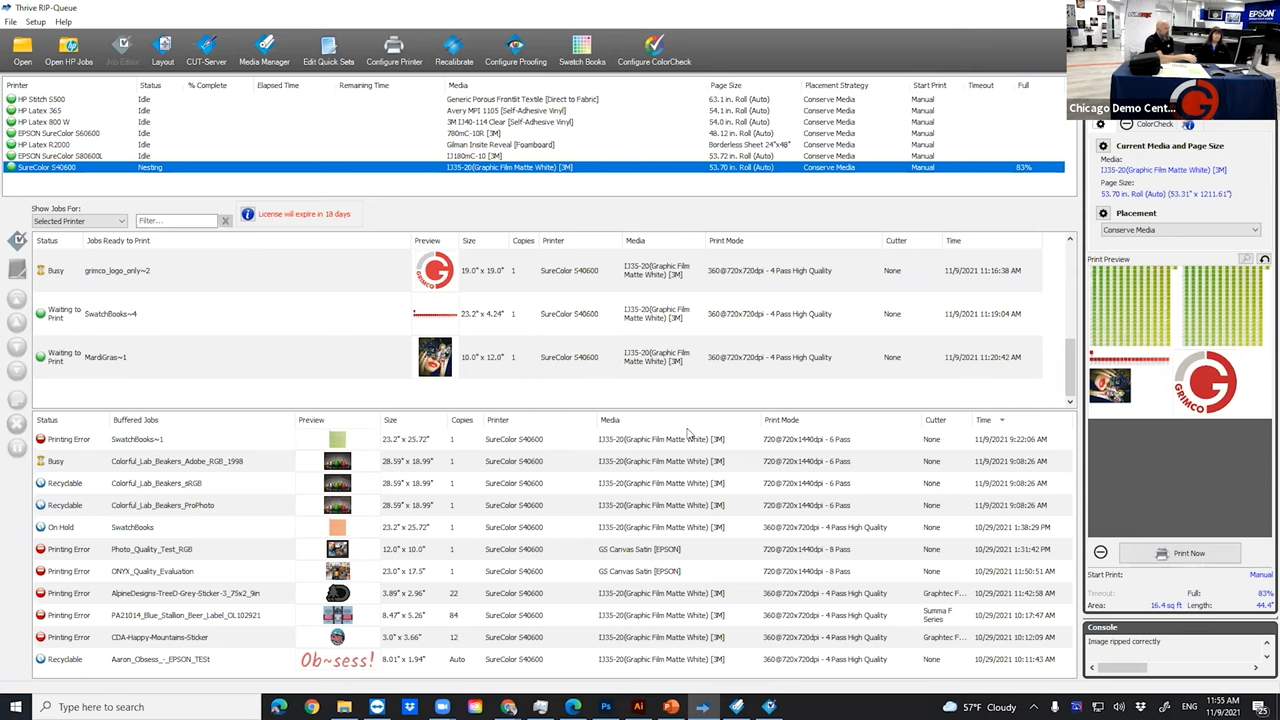 Thrive RIP-Queue
File Setup Help
Open Open HP Jobs Job Editor Layout CUT-Server Media Manager Edit Quick Sets Configure Printer Recalibrate Configure Proofing Swatch Books Configure ColorCheck
EPSON
Chicago Demo Cent...
Printer Status % Complete Elapsed Time Remaining Time Media Page Size Placement Strategy Start Print Timeout Full
HP Stitch S500 Idle Generic Porous Frontlit Textile [Direct to Fabric] 63.1 in. Roll (Auto) Conserve Media Manual
HP Latex 365 Idle Avery MPI 1105 [Self-Adhesive Vinyl] 54.1 in. Roll (Auto) Conserve Media Manual
HP Latex 800 W Idle 3M IJ40-114 Clear [Self-Adhesive Vinyl] 54.0 in. Roll (Auto) Conserve Media Manual
EPSON SureColor S60600 Idle 780mC-10R [3M] 48.12 in. Roll (Auto) Conserve Media Manual
HP Latex R2000 Idle Gilman Insite Reveal [Foamboard] Borderless Sheet 24"x48" Conserve Media Manual
EPSON SureColor S80600L Idle IJ180mC-10 [3M] 53.72 in. Roll (Auto) Conserve Media Manual
SureColor S40600 Nesting IJ35-20(Graphic Film Matte White) [3M] 53.70 in. Roll (Auto) Conserve Media Manual 83%
Show Jobs For:
Selected Printer Filter... License will expire in 18 days
Status Jobs Ready to Print Preview Size Copies Printer Media Print Mode Cutter Time
Busy grimco_logo_only~2 GRIMCO 19.0" x 19.0" 1 SureColor S40600 IJ35-20(Graphic Film Matte White) [3M] 360@720x720dpi - 4 Pass High Quality None 11/9/2021 11:16:38 AM
Waiting to Print SwatchBooks~4 23.2" x 4.24" 1 SureColor S40600 IJ35-20(Graphic Film Matte White) [3M] 360@720x720dpi - 4 Pass High Quality None 11/9/2021 11:19:04 AM
Waiting to Print MardiGras~1 10.0" x 12.0" 1 SureColor S40600 IJ35-20(Graphic Film Matte White) [3M] 360@720x720dpi - 4 Pass High Quality None 11/9/2021 11:20:42 AM
Status Buffered Jobs Preview Size Copies Printer Media Print Mode Cutter Time
Printing Error SwatchBooks~1 23.2" x 25.72" 1 SureColor S40600 IJ35-20(Graphic Film Matte White) [3M] 720@720x1440dpi - 6 Pass None 11/9/2021 9:22:06 AM
Busy Colorful_Lab_Beakers_Adobe_RGB_1998 28.59" x 18.99" 1 SureColor S40600 IJ35-20(Graphic Film Matte White) [3M] 720@720x1440dpi - 6 Pass None 11/9/2021 9:08:26 AM
Recyclable Colorful_Lab_Beakers_sRGB 28.59" x 18.99" 1 SureColor S40600 IJ35-20(Graphic Film Matte White) [3M] 720@720x1440dpi - 6 Pass None 11/9/2021 9:08:26 AM
Recyclable Colorful_Lab_Beakers_ProPhoto 28.59" x 18.99" 1 SureColor S40600 IJ35-20(Graphic Film Matte White) [3M] 720@720x1440dpi - 6 Pass None 11/9/2021 9:08:26 AM
On Hold SwatchBooks 23.2" x 25.72" 1 SureColor S40600 IJ35-20(Graphic Film Matte White) [3M] 360@720x720dpi - 4 Pass High Quality None 10/29/2021 1:38:29 PM
Printing Error Photo_Quality_Test_RGB 12.0" x 10.0" 1 SureColor S40600 GS Canvas Satin [EPSON] 720@720x1440dpi - 8 Pass None 10/29/2021 1:31:42 PM
Printing Error ONYX_Quality_Evaluation 23.0" x 17.5" 1 SureColor S40600 GS Canvas Satin [EPSON] 720@720x1440dpi - 8 Pass None 10/29/2021 11:50:51 AM
Printing Error AlpineDesigns-TreeD-Grey-Sticker-3_75x2_9in 3.89" x 2.96" 22 SureColor S40600 IJ35-20(Graphic Film Matte White) [3M] 360@720x720dpi - 4 Pass High Quality Graphtec F... 10/29/2021 11:42:58 AM
Printing Error PA21014_Blue_Stallion_Beer_Label_OL102921 8.47" x 5.26" 84 SureColor S40600 IJ35-20(Graphic Film Matte White) [3M] 360@720x720dpi - 4 Pass High Quality Summa F Series 10/29/2021 10:17:47 AM
Printing Error CDA-Happy-Mountains-Sticker 3.0" x 3.66" 12 SureColor S40600 IJ35-20(Graphic Film Matte White) [3M] 360@720x720dpi - 4 Pass High Quality Graphtec F... 10/29/2021 10:12:09 AM
Recyclable Aaron_Obsess_-_EPSON_TESt Ob~sess! 8.01" x 1.94" Auto SureColor S40600 IJ35-20(Graphic Film Matte White) [3M] 360@720x720dpi - 4 Pass High Quality None 10/29/2021 10:11:43 AM
ColorCheck
Current Media and Page Size
Media:
IJ35-20(Graphic Film Matte White) [3M]
Page Size:
53.70 in. Roll (Auto) (53.31" x 1211.61")
Placement
Conserve Media
Print Preview
GRIMCO
Print Now
Start Print: Manual
Timeout: Full: 83%
Area: 16.4 sq ft Length: 44.4"
Console
Image ripped correctly
Type here to search
57°F Cloudy
11:55 AM
11/9/2021
25